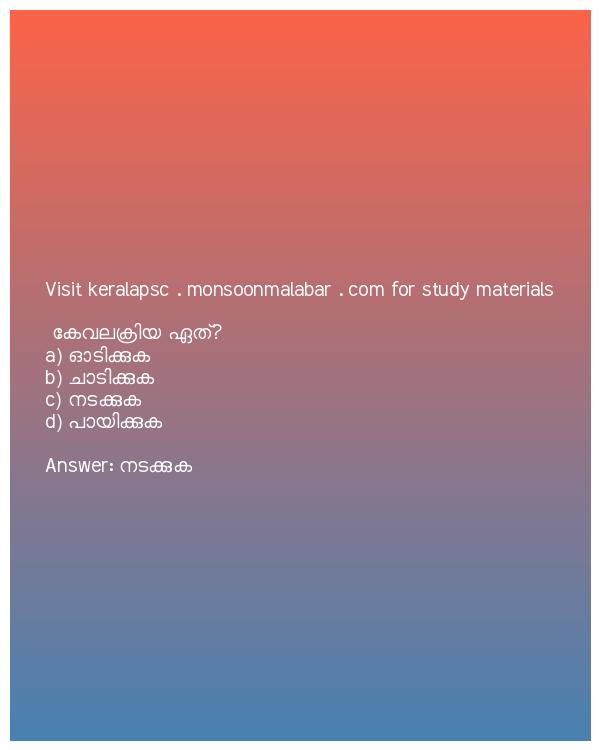 Visit keralapsc . monsoonmalabar . com for study materials
കേവലക്രിയ ഏത്?
a) ഓടിക്കുക
b) ചാടിക്കുക
c) നടക്കുക
d) പായിക്കുക
Answer: നടക്കുക